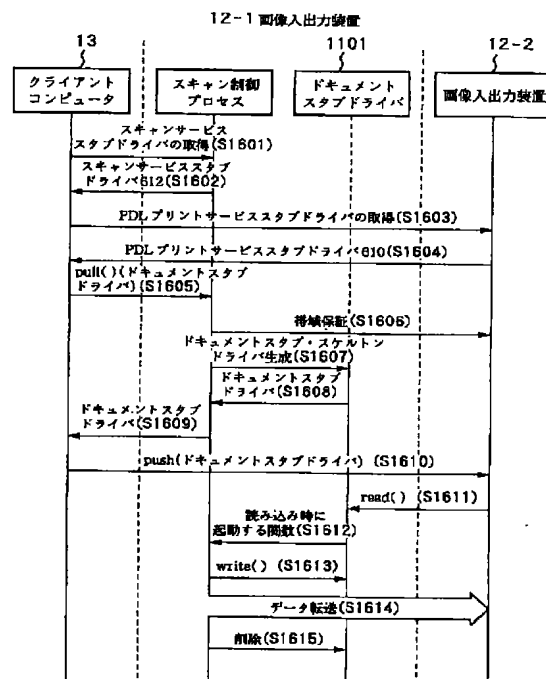 12-1 画像入出力装置
13
1101
12-2
クライアント
コンピュータ
スキャン制御
プロセス
ドキュメント
スタブドライバ
画像入出力装置
スキャンサービス
スタブドライバの取得(S1601)
スキャンサービススタブ
ドライバ612(S1602)
PDLプリントサービススタブドライバの取得(S1603)
PDLプリントサービススタブドライバ610(S1604)
pull()(ドキュメントスタブ
ドライバ)(S1605)
帯域保証(S1606)
ドキュメントスタブ・スケルトン
ドライバ生成(S1607)
ドキュメントスタブ
ドライバ(S1608)
ドキュメントスタブ
ドライバ(S1609)
push(ドキュメントスタブドライバ) (S1610)
read() (S1611)
読み込み時に
起動する関数(S1612)
write() (S1613)
データ転送(S1614)
削除(S1615)